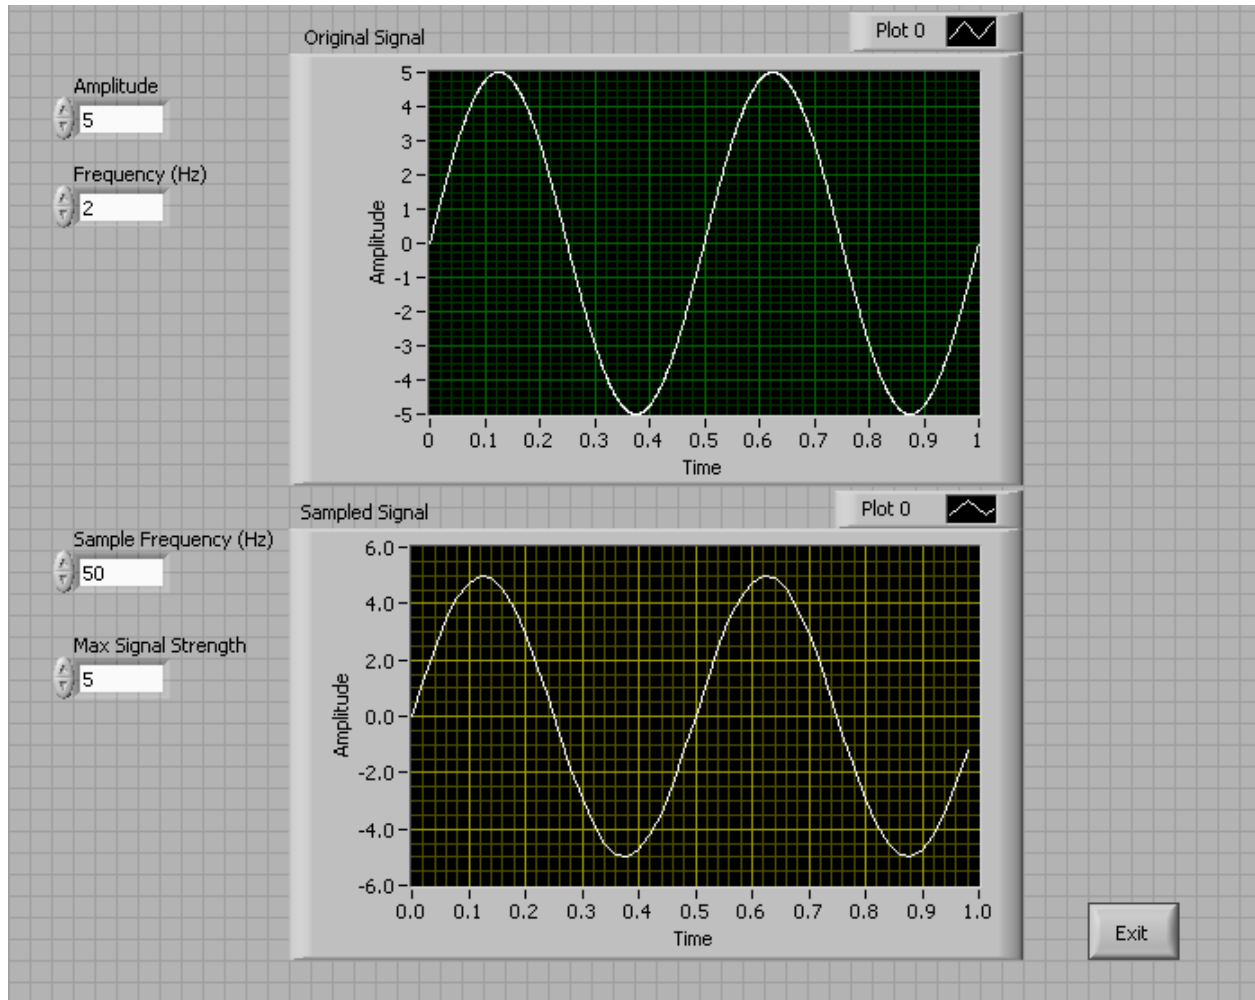 Original Signal
Plot 0
Amplitude
5
Frequency (Hz)
2
Amplitude
5
4
3
2
1
0
-1
-2
-3
-4
-5
0 0.1 0.2 0.3 0.4 0.5 0.6 0.7 0.8 0.9 1
Time
Sampled Signal
Plot 0
Sample Frequency (Hz)
50
Max Signal Strength
5
Amplitude
6.0
4.0
2.0
0.0
-2.0
-4.0
-6.0
0.0 0.1 0.2 0.3 0.4 0.5 0.6 0.7 0.8 0.9 1.0
Time
Exit